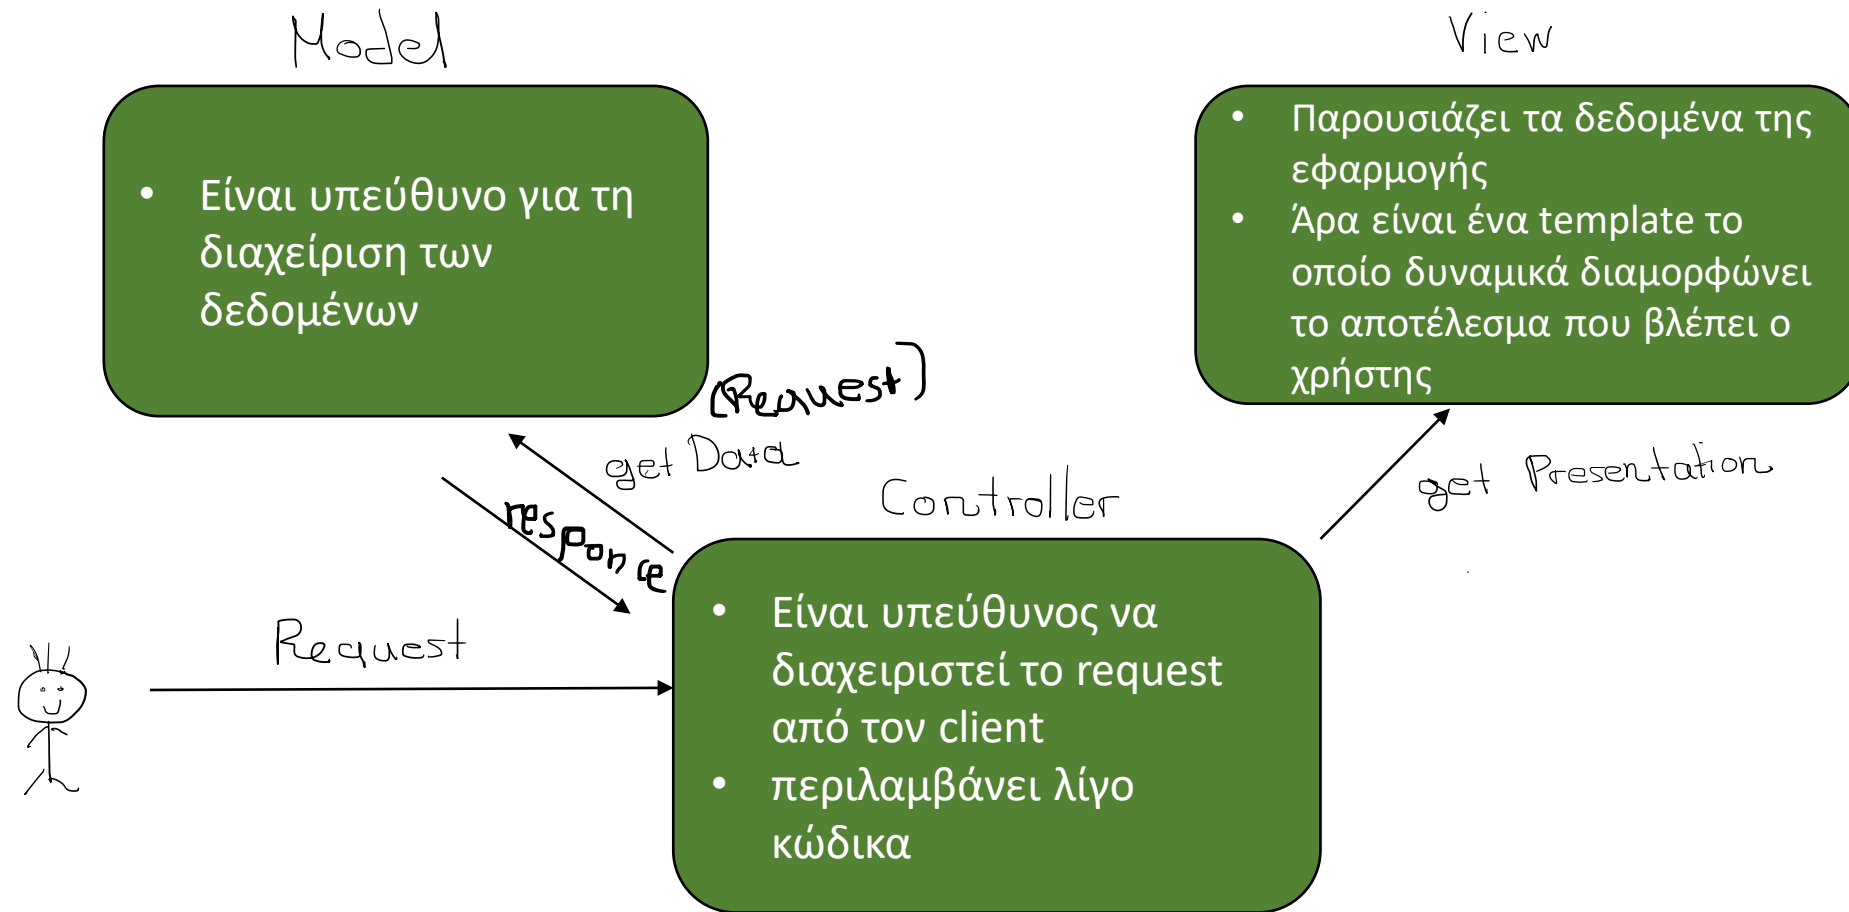 Model
View
• Είναι υπεύθυνο για τη
διαχείριση των
δεδομένων
• Παρουσιάζει τα δεδομένα της
εφαρμογής
• Άρα είναι ένα template το
οποίο δυναμικά διαμορφώνει
το αποτέλεσμα που βλέπει ο
χρήστης
(Request)
get Data
response
get Presentation
Controller
Request
• Είναι υπεύθυνος να
διαχειριστεί το request
από τον client
• περιλαμβάνει λίγο
κώδικα